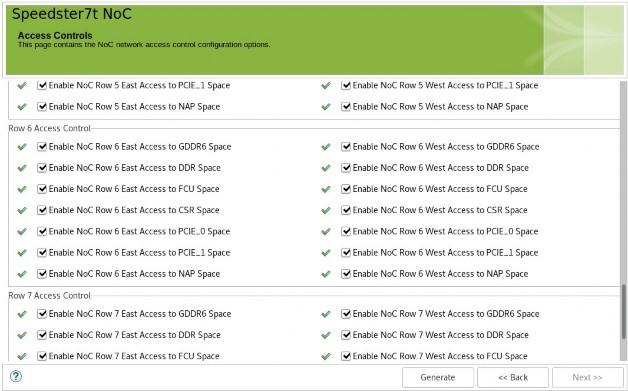 Speedster7t NoC
Access Controls
This page contains the NoC network access control configuration options.
Enable NoC Row 5 East Access to PCIE_1 Space Enable NoC Row 5 West Access to PCIE_1 Space
Enable NoC Row 5 East Access to NAP Space Enable NoC Row 5 West Access to NAP Space
Row 6 Access Control
Enable NoC Row 6 East Access to GDDR6 Space Enable NoC Row 6 West Access to GDDR6 Space
Enable NoC Row 6 East Access to DDR Space Enable NoC Row 6 West Access to DDR Space
Enable NoC Row 6 East Access to FCU Space Enable NoC Row 6 West Access to FCU Space
Enable NoC Row 6 East Access to CSR Space Enable NoC Row 6 West Access to CSR Space
Enable NoC Row 6 East Access to PCIE_0 Space Enable NoC Row 6 West Access to PCIE_0 Space
Enable NoC Row 6 East Access to PCIE_1 Space Enable NoC Row 6 West Access to PCIE_1 Space
Enable NoC Row 6 East Access to NAP Space Enable NoC Row 6 West Access to NAP Space
Row 7 Access Control
Enable NoC Row 7 East Access to GDDR6 Space Enable NoC Row 7 West Access to GDDR6 Space
Enable NoC Row 7 East Access to DDR Space Enable NoC Row 7 West Access to DDR Space
Enable NoC Row 7 East Access to FCU Space Enable NoC Row 7 West Access to FCU Space
? Generate << Back Next >>